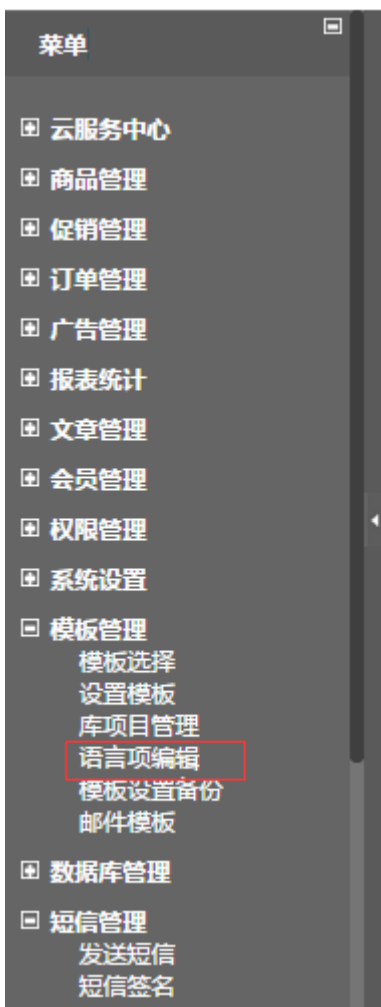 菜单
云服务中心
商品管理
促销管理
订单管理
广告管理
报表统计
文章管理
会员管理
权限管理
系统设置
模板管理
模板选择
设置模板
库项目管理
语言项编辑
模板设置备份
邮件模板
数据库管理
短信管理
发送短信
短信签名